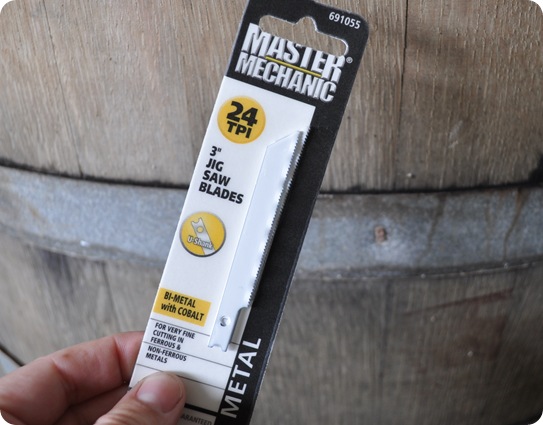 691055
MASTER®
MECHANIC
24
TPI
3"
JIG
SAW
BLADES
U-Shank
BI-METAL
with COBALT
FOR VERY FINE
CUTTING IN
FERROUS &
NON-FERROUS
METALS
METAL